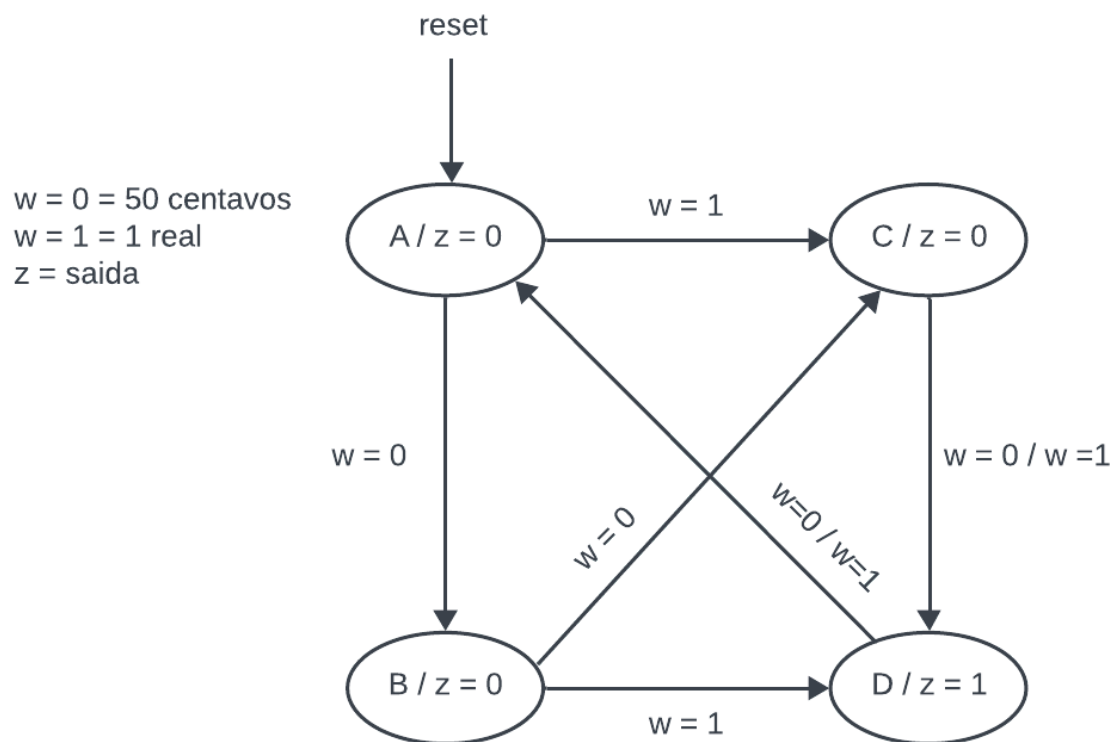 reset
w = 0 = 50 centavos
w = 1 = 1 real
z = saida
A / z = 0
w = 1
C / z = 0
w = 0
w = 0
w=0 / w=1
w = 0 / w =1
B / z = 0
w = 1
D / z = 1